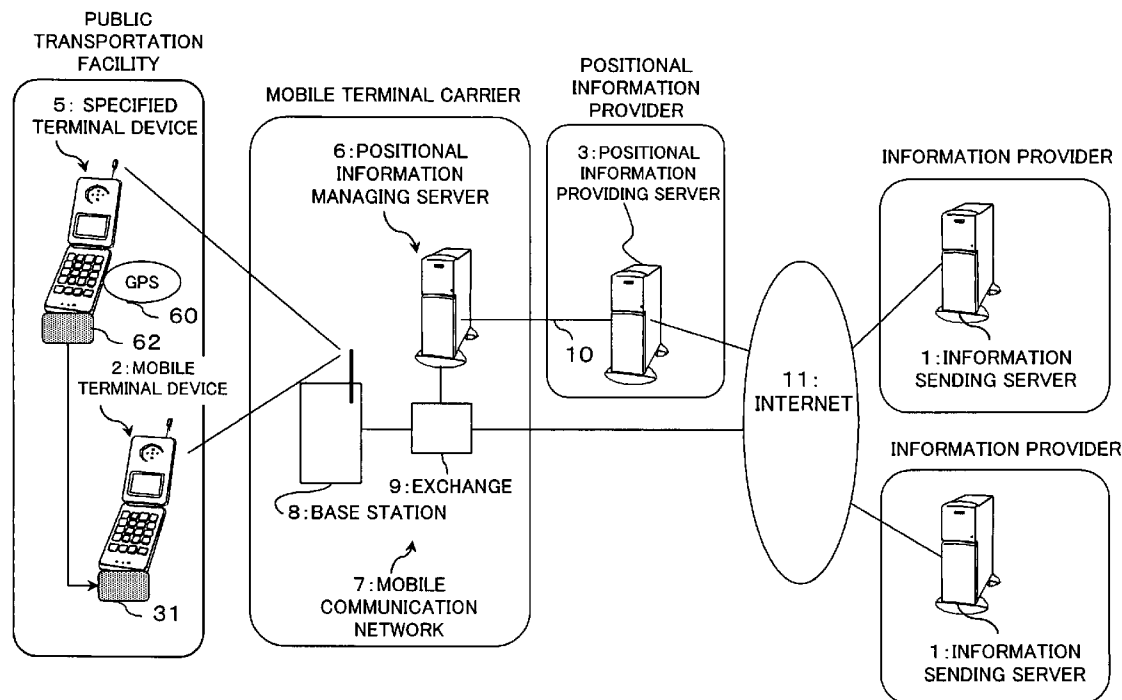 PUBLIC
TRANSPORTATION
FACILITY
5: SPECIFIED
TERMINAL DEVICE
GPS
60
62
2: MOBILE
TERMINAL DEVICE
31
MOBILE TERMINAL CARRIER
6:POSITIONAL
INFORMATION
MANAGING SERVER
9:EXCHANGE
8:BASE STATION
7:MOBILE
COMMUNICATION
NETWORK
POSITIONAL
INFORMATION
PROVIDER
3:POSITIONAL
INFORMATION
PROVIDING SERVER
10
11:
INTERNET
INFORMATION PROVIDER
1:INFORMATION
SENDING SERVER
INFORMATION PROVIDER
1:INFORMATION
SENDING SERVER